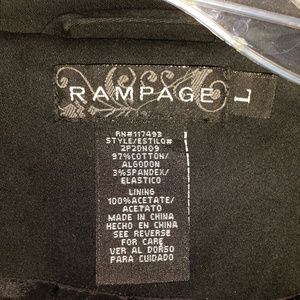 RAMPAGE L
RN#117493
STYLE/ESTILO#
2P2DN09
97%COTTON/
ALGODON
3%SPANDEX/
ELASTICO
LINING
100%ACETATE/
ACETATO
MADE IN CHINA
HECHO EN CHINA
SEE REVERSE
FOR CARE
VER AL DORSO
PARA CUIDADO